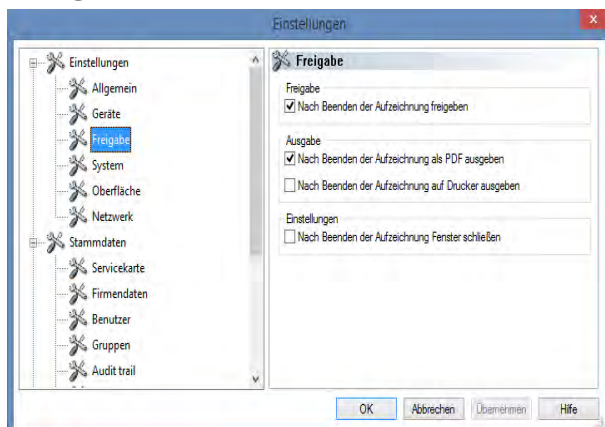 Einstellungen
x
Einstellungen
Allgemein
Geräte
Freigabe
System
Oberfläche
Netzwerk
Stammdaten
Servicekarte
Firmendaten
Benutzer
Gruppen
Audit trail
Freigabe
Freigabe
Nach Beenden der Aufzeichnung freigeben
Ausgabe
Nach Beenden der Aufzeichnung als PDF ausgeben
Nach Beenden der Aufzeichnung auf Drucker ausgeben
Einstellungen
Nach Beenden der Aufzeichnung Fenster schließen
OK
Abbrechen
Übernehmen
Hilfe